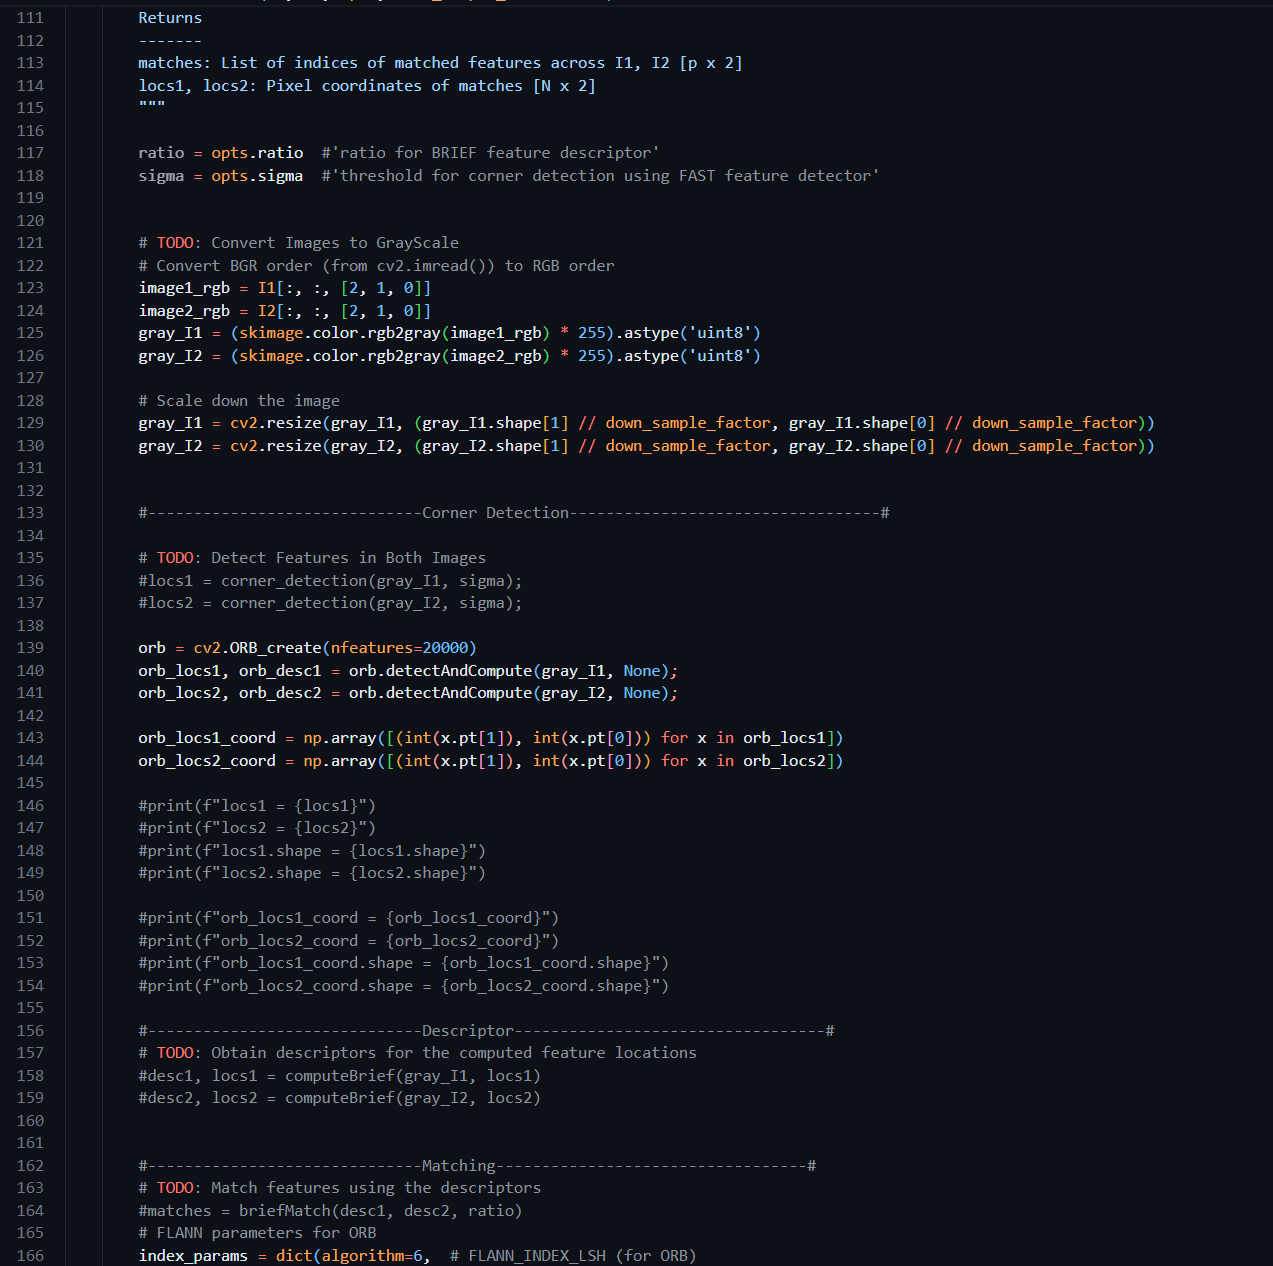 111 Returns
112 -------
113 matches: List of indices of matched features across I1, I2 [p x 2]
114 locs1, locs2: Pixel coordinates of matches [N x 2]
115 """
116
117 ratio = opts.ratio  #'ratio for BRIEF feature descriptor'
118 sigma = opts.sigma  #'threshold for corner detection using FAST feature detector'
119
120
121 # TODO: Convert Images to GrayScale
122 # Convert BGR order (from cv2.imread()) to RGB order
123 image1_rgb = I1[:, :, [2, 1, 0]]
124 image2_rgb = I2[:, :, [2, 1, 0]]
125 gray_I1 = (skimage.color.rgb2gray(image1_rgb) * 255).astype('uint8')
126 gray_I2 = (skimage.color.rgb2gray(image2_rgb) * 255).astype('uint8')
127
128 # Scale down the image
129 gray_I1 = cv2.resize(gray_I1, (gray_I1.shape[1] // down_sample_factor, gray_I1.shape[0] // down_sample_factor))
130 gray_I2 = cv2.resize(gray_I2, (gray_I2.shape[1] // down_sample_factor, gray_I2.shape[0] // down_sample_factor))
131
132
133 #------------------------------Corner Detection----------------------------------#
134
135 # TODO: Detect Features in Both Images
136 #locs1 = corner_detection(gray_I1, sigma);
137 #locs2 = corner_detection(gray_I2, sigma);
138
139 orb = cv2.ORB_create(nfeatures=20000)
140 orb_locs1, orb_desc1 = orb.detectAndCompute(gray_I1, None);
141 orb_locs2, orb_desc2 = orb.detectAndCompute(gray_I2, None);
142
143 orb_locs1_coord = np.array([(int(x.pt[1]), int(x.pt[0])) for x in orb_locs1])
144 orb_locs2_coord = np.array([(int(x.pt[1]), int(x.pt[0])) for x in orb_locs2])
145
146 #print(f"locs1 = {locs1}")
147 #print(f"locs2 = {locs2}")
148 #print(f"locs1.shape = {locs1.shape}")
149 #print(f"locs2.shape = {locs2.shape}")
150
151 #print(f"orb_locs1_coord = {orb_locs1_coord}")
152 #print(f"orb_locs2_coord = {orb_locs2_coord}")
153 #print(f"orb_locs1_coord.shape = {orb_locs1_coord.shape}")
154 #print(f"orb_locs2_coord.shape = {orb_locs2_coord.shape}")
155
156 #------------------------------Descriptor----------------------------------#
157 # TODO: Obtain descriptors for the computed feature locations
158 #desc1, locs1 = computeBrief(gray_I1, locs1)
159 #desc2, locs2 = computeBrief(gray_I2, locs2)
160
161
162 #------------------------------Matching----------------------------------#
163 # TODO: Match features using the descriptors
164 #matches = briefMatch(desc1, desc2, ratio)
165 # FLANN parameters for ORB
166 index_params = dict(algorithm=6,  # FLANN_INDEX_LSH (for ORB)